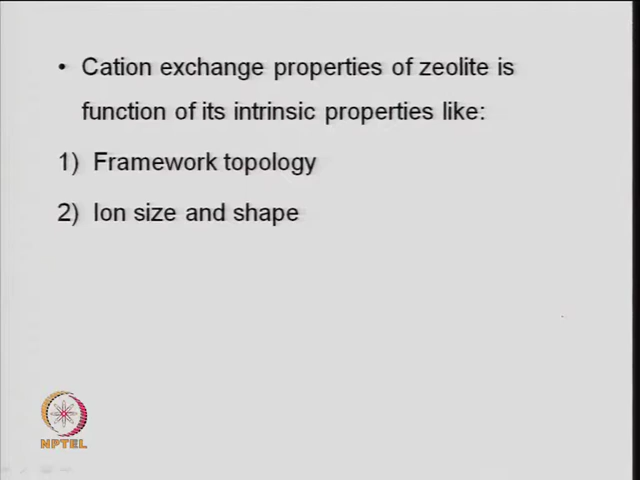 • Cation exchange properties of zeolite is
function of its intrinsic properties like:
1) Framework topology
2) Ion size and shape
NPTEL